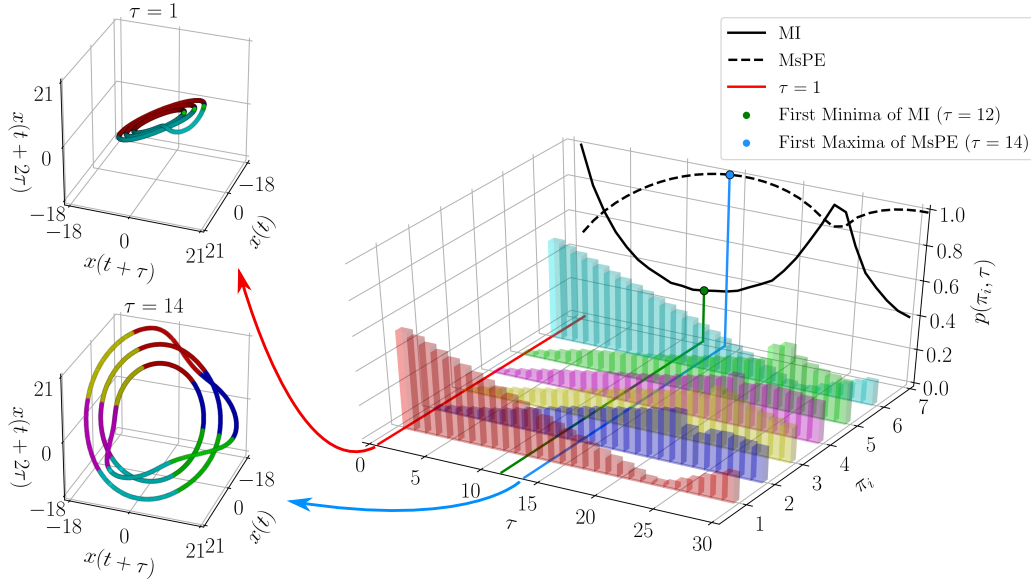 τ = 1
21
0
−18
x(t + 2τ)
−18
0
21
x(t + τ)
−18
0
21
x(t)
τ = 14
21
0
−18
x(t + 2τ)
−18
0
21
x(t + τ)
−18
0
21
x(t)
MI
MsPE
τ = 1
First Minima of MI (τ = 12)
First Maxima of MsPE (τ = 14)
1.0
0.8
0.6
0.4
0.2
0.0
p(πᵢ, τ)
0
5
10
15
20
25
30
τ
1
2
3
4
5
6
7
πᵢ